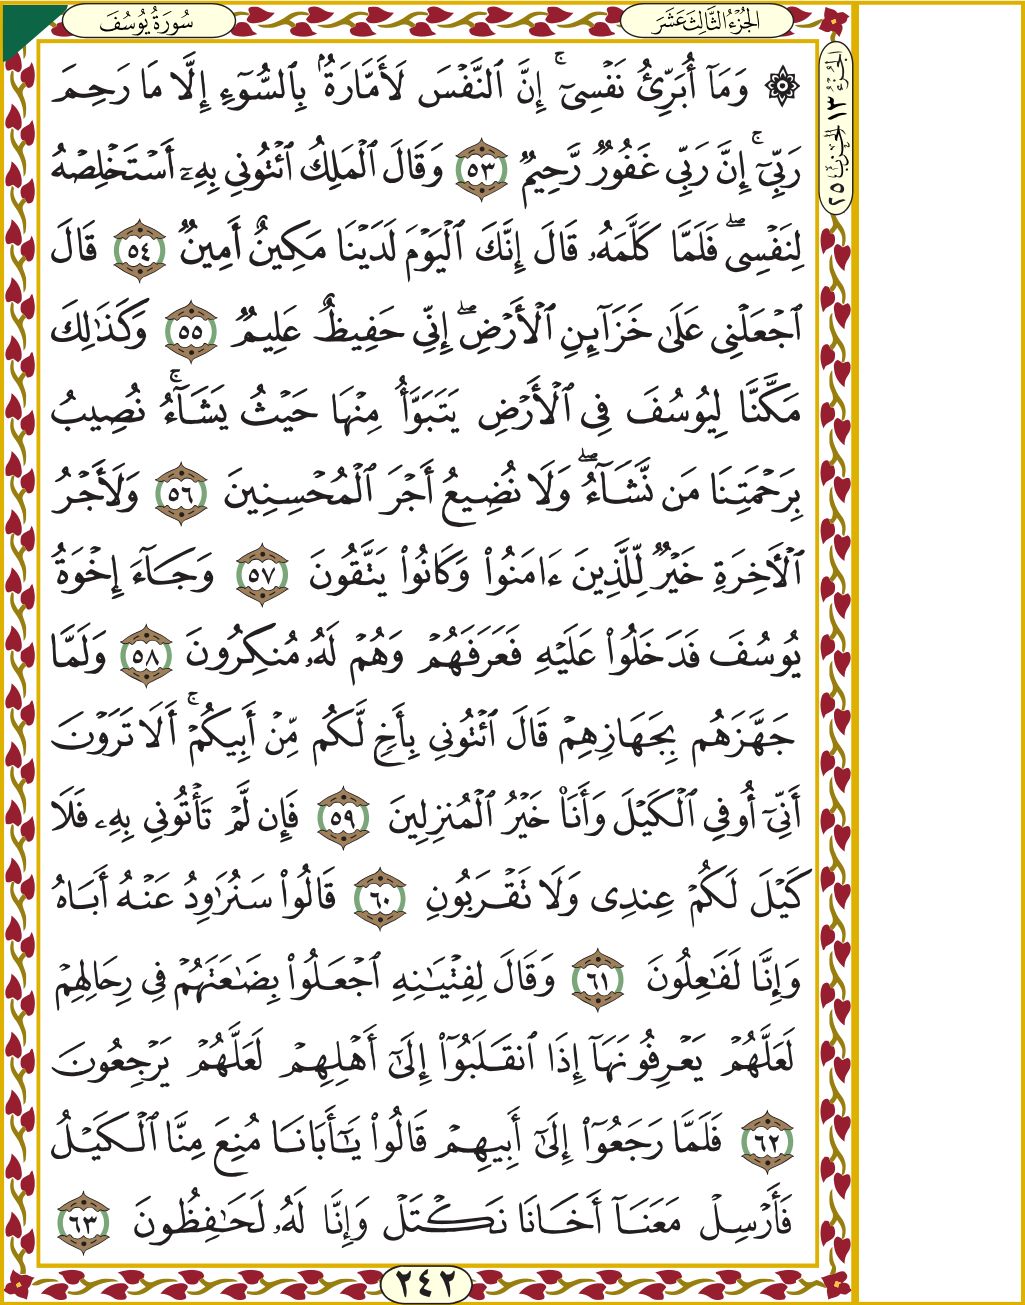 سُورَةُ يُوسُفَ
الجُزْءُ الثَّالِثَ عَشَرَ
الجُزْءُ ١٣ الحِزْبُ ٢٥
۞ وَمَآ أُبَرِّئُ نَفْسِىٓ ۚ إِنَّ ٱلنَّفْسَ لَأَمَّارَةٌۢ بِٱلسُّوٓءِ إِلَّا مَا رَحِمَ
رَبِّىٓ ۚ إِنَّ رَبِّى غَفُورٌ رَّحِيمٌ ٥٣ وَقَالَ ٱلْمَلِكُ ٱئْتُونِى بِهِۦٓ أَسْتَخْلِصْهُ
لِنَفْسِى ۖ فَلَمَّا كَلَّمَهُۥ قَالَ إِنَّكَ ٱلْيَوْمَ لَدَيْنَا مَكِينٌ أَمِينٌ ٥٤ قَالَ
ٱجْعَلْنِى عَلَىٰ خَزَآئِنِ ٱلْأَرْضِ ۖ إِنِّى حَفِيظٌ عَلِيمٌ ٥٥ وَكَذَٰلِكَ
مَكَّنَّا لِيُوسُفَ فِى ٱلْأَرْضِ يَتَبَوَّأُ مِنْهَا حَيْثُ يَشَآءُ ۚ نُصِيبُ
بِرَحْمَتِنَا مَن نَّشَآءُ ۖ وَلَا نُضِيعُ أَجْرَ ٱلْمُحْسِنِينَ ٥٦ وَلَأَجْرُ
ٱلْأَخِرَةِ خَيْرٌ لِّلَّذِينَ ءَامَنُوا۟ وَكَانُوا۟ يَتَّقُونَ ٥٧ وَجَآءَ إِخْوَةُ
يُوسُفَ فَدَخَلُوا۟ عَلَيْهِ فَعَرَفَهُمْ وَهُمْ لَهُۥ مُنكِرُونَ ٥٨ وَلَمَّا
جَهَّزَهُم بِجَهَازِهِمْ قَالَ ٱئْتُونِى بِأَخٍ لَّكُم مِّنْ أَبِيكُمْ ۚ أَلَا تَرَوْنَ
أَنِّىٓ أُوفِى ٱلْكَيْلَ وَأَنَا۠ خَيْرُ ٱلْمُنزِلِينَ ٥٩ فَإِن لَّمْ تَأْتُونِى بِهِۦ فَلَا
كَيْلَ لَكُمْ عِندِى وَلَا تَقْرَبُونِ ٦٠ قَالُوا۟ سَنُرَٰوِدُ عَنْهُ أَبَاهُ
وَإِنَّا لَفَٰعِلُونَ ٦١ وَقَالَ لِفِتْيَٰنِهِ ٱجْعَلُوا۟ بِضَٰعَتَهُمْ فِى رِحَالِهِمْ
لَعَلَّهُمْ يَعْرِفُونَهَآ إِذَا ٱنقَلَبُوٓا۟ إِلَىٰٓ أَهْلِهِمْ لَعَلَّهُمْ يَرْجِعُونَ
٦٢ فَلَمَّا رَجَعُوٓا۟ إِلَىٰٓ أَبِيهِمْ قَالُوا۟ يَٰٓأَبَانَا مُنِعَ مِنَّا ٱلْكَيْلُ
فَأَرْسِلْ مَعَنَآ أَخَانَا نَكْتَلْ وَإِنَّا لَهُۥ لَحَٰفِظُونَ ٦٣
٢٤٢